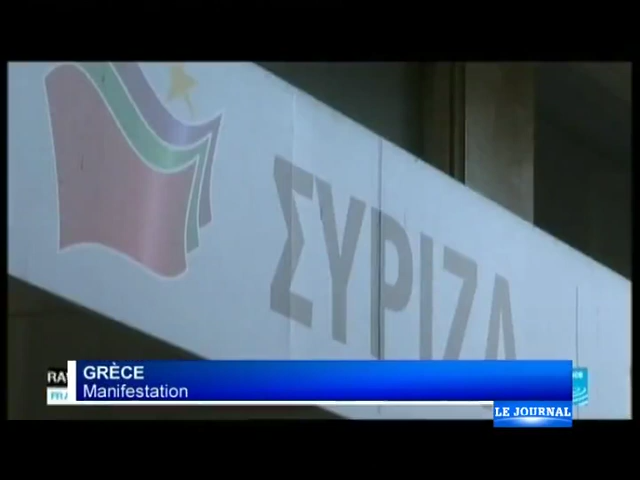 ΣΥΡΙΖΑ
GRÈCE
Manifestation
LE JOURNAL